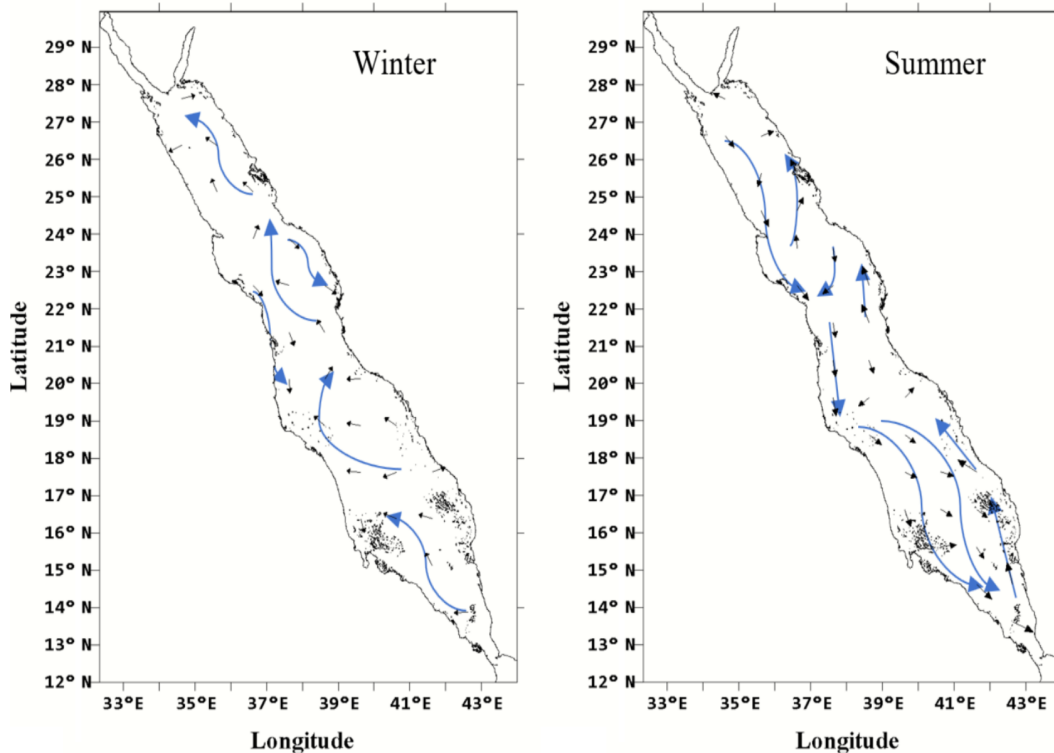 Winter
29° N
28° N
27° N
26° N
25° N
24° N
23° N
22° N
21° N
20° N
19° N
18° N
17° N
16° N
15° N
14° N
13° N
12° N
Latitude
33°E
35°E
37°E
39°E
41°E
43°E
Longitude
Summer
29° N
28° N
27° N
26° N
25° N
24° N
23° N
22° N
21° N
20° N
19° N
18° N
17° N
16° N
15° N
14° N
13° N
12° N
Latitude
33°E
35°E
37°E
39°E
41°E
43°E
Longitude